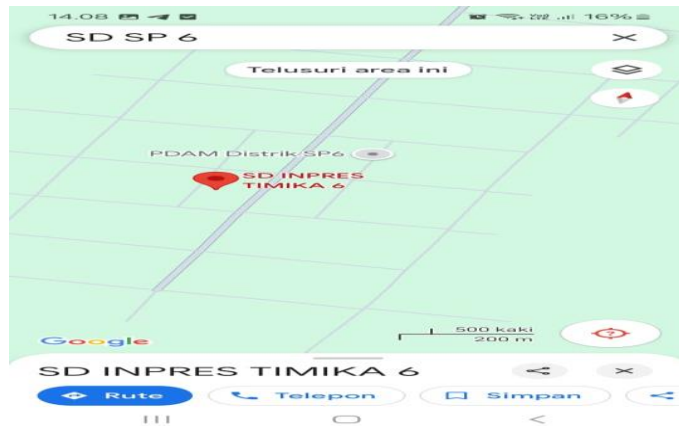 14.08 16%
SD SP 6
Telusuri area ini
PDAM Distrik SP6
SD INPRES
TIMIKA 6
500 kaki
200 m
Google
SD INPRES TIMIKA 6
Rute Telepon Simpan